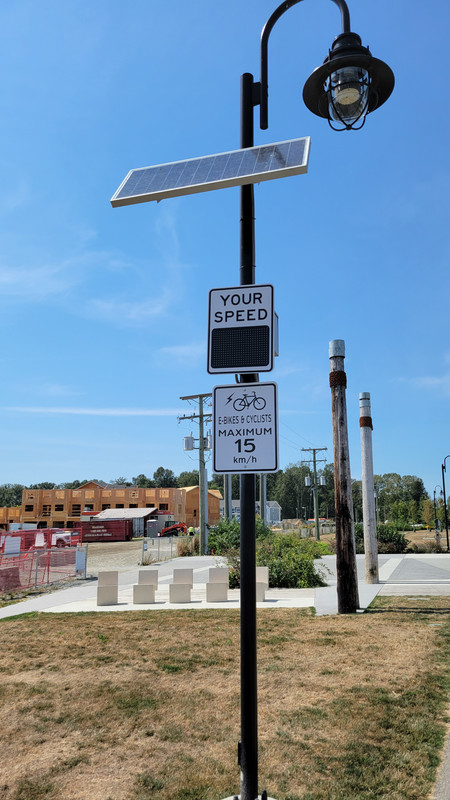 YOUR
SPEED
E-BIKES & CYCLISTS
MAXIMUM
15
km/h